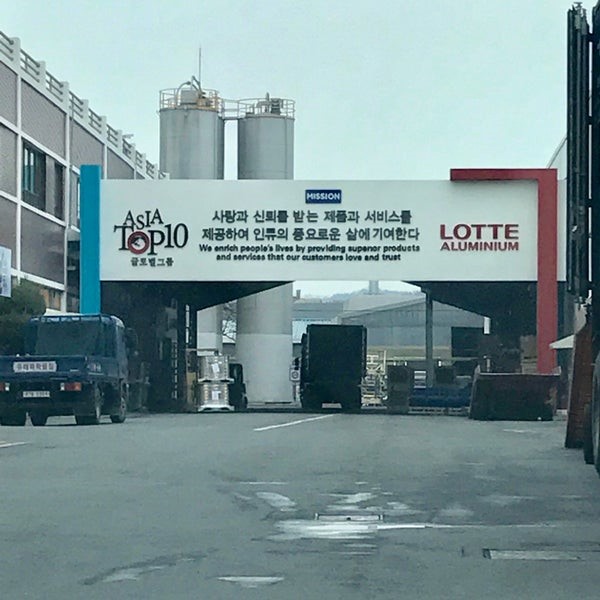 MISSION
ASIA
TOP10
글로벌그룹
사랑과 신뢰를 받는 제품과 서비스를
제공하여 인류의 풍요로운 삶에 기여한다
We enrich people's lives by providing superior products
and services that our customers love and trust
LOTTE
ALUMINIUM